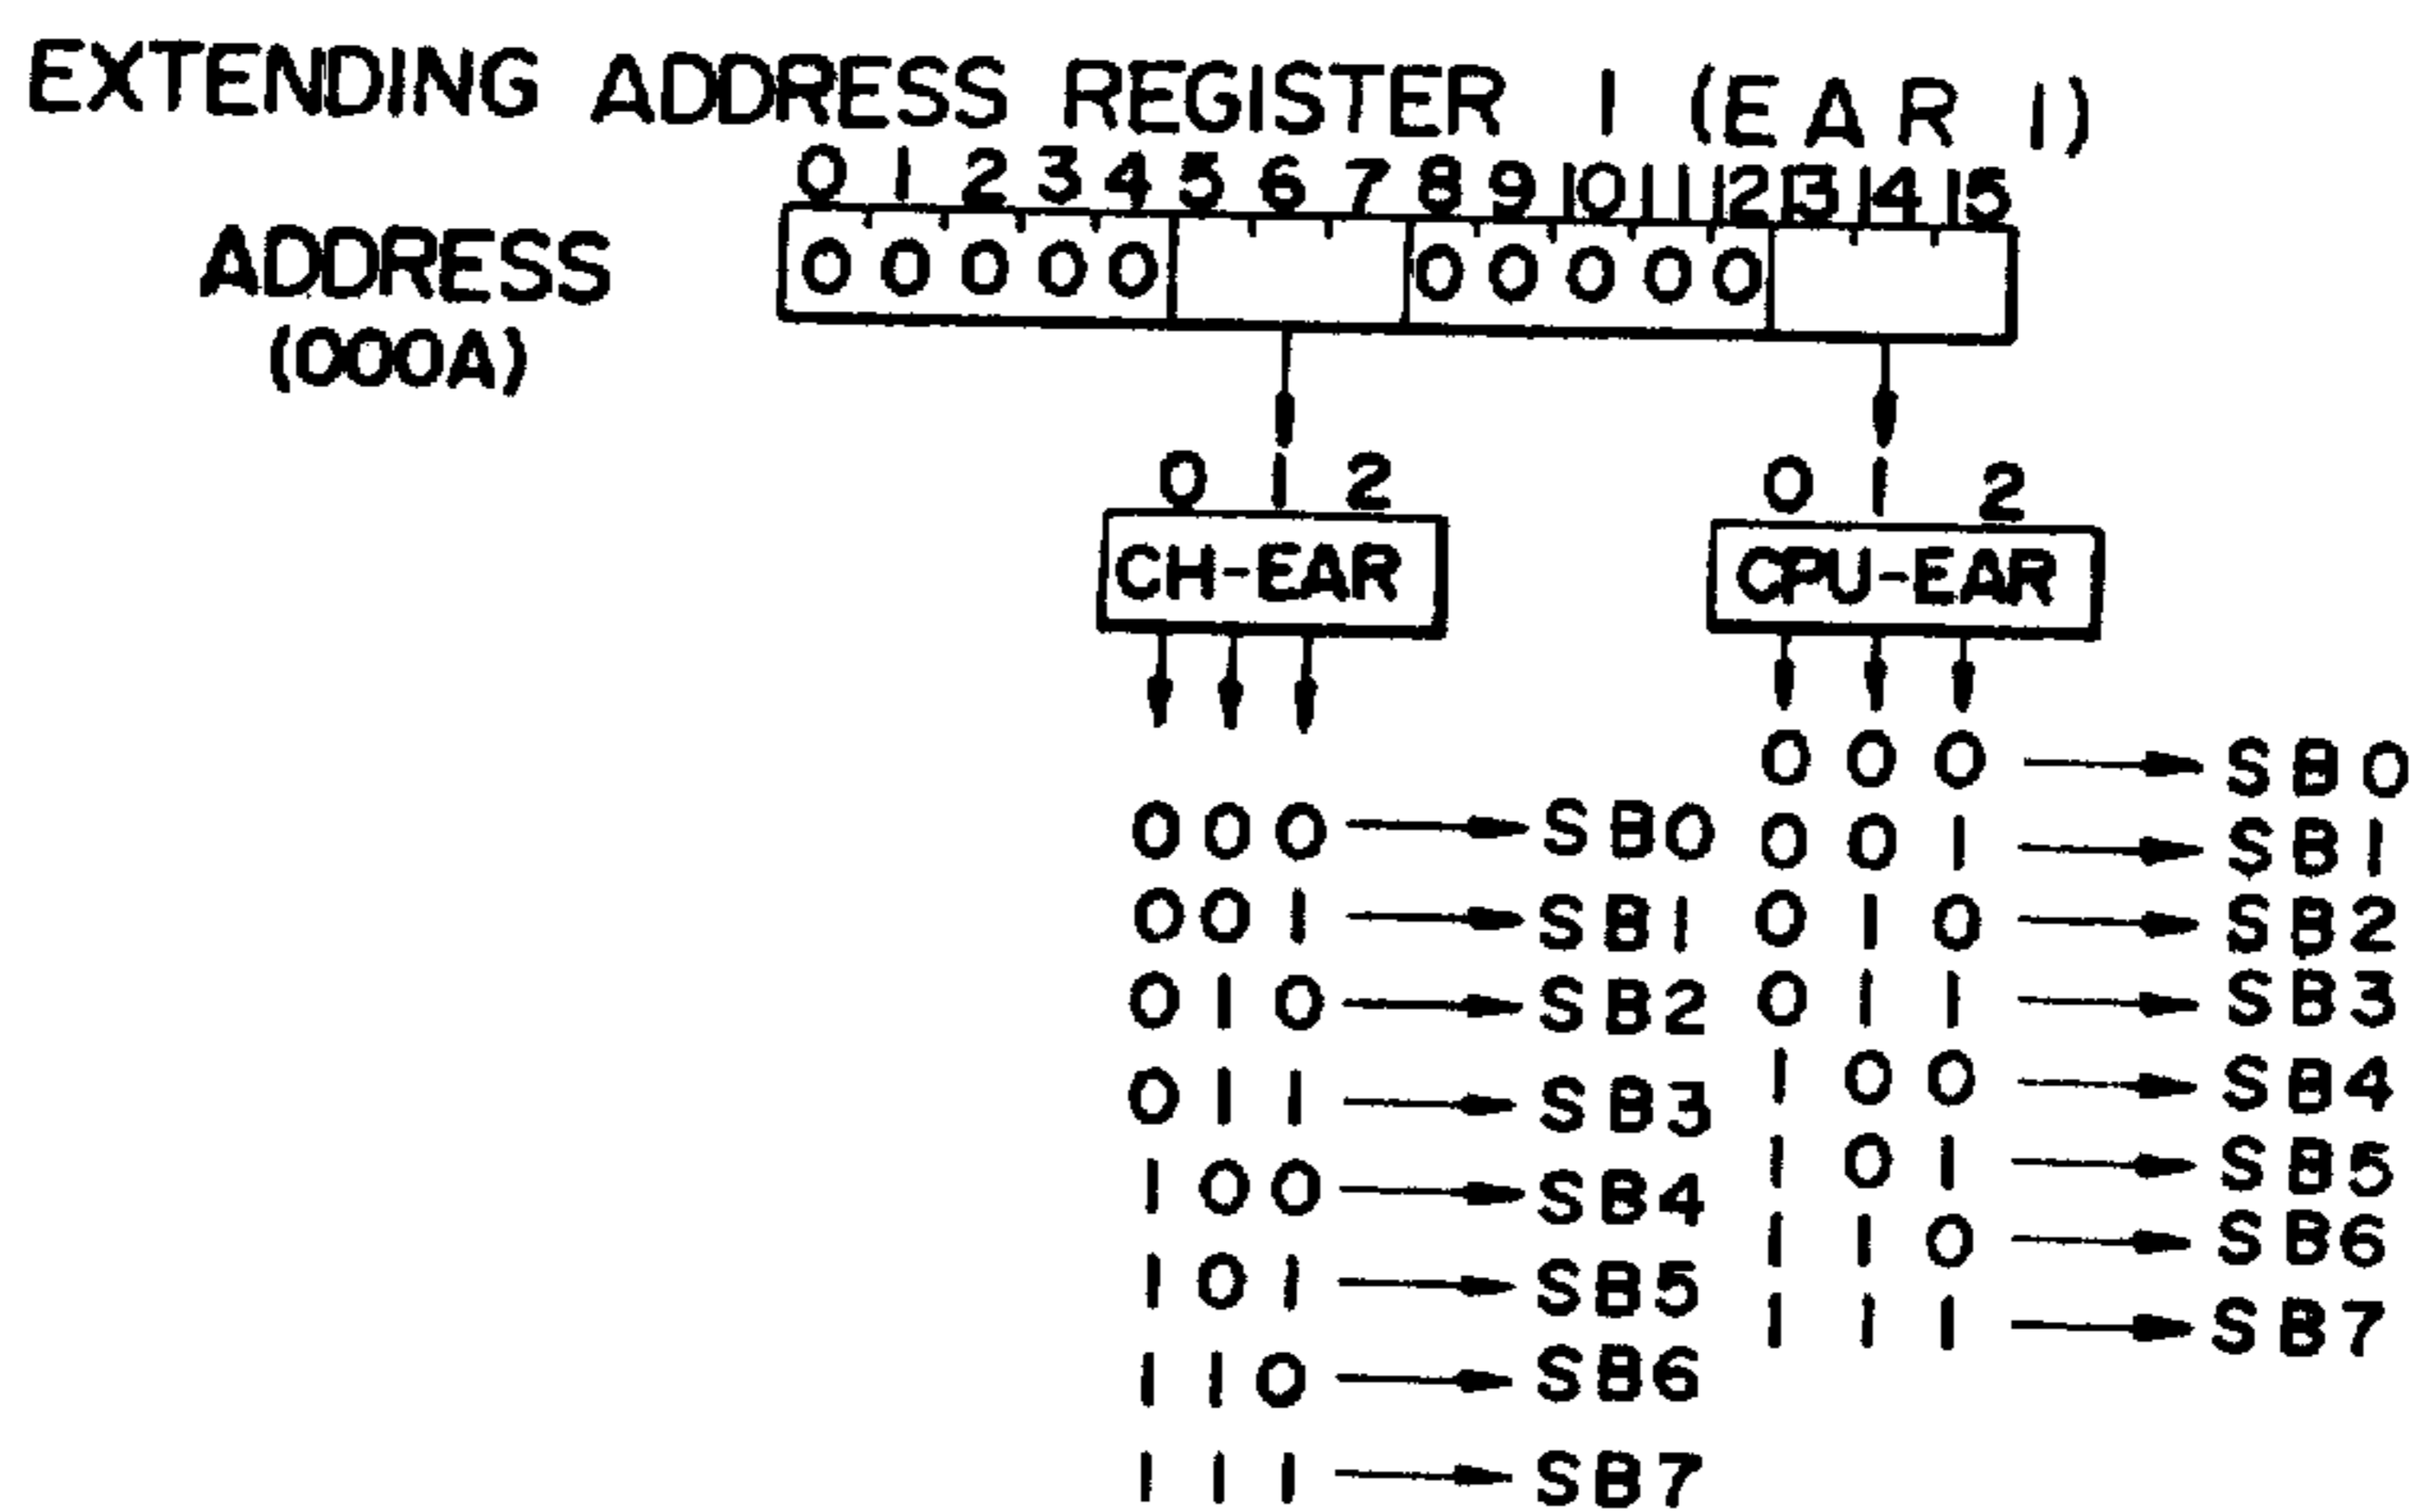 EXTENDING ADDRESS REGISTER 1 (EAR 1)
0 1 2 3 4 5 6 7 8 9 10 11 12 13 14 15
ADDRESS
0 0 0 0 0 0 0 0 0 0
(000A)
0 1 2
0 1 2
CH-EAR
CPU-EAR
0 0 0 SB0
0 0 1 SB1
0 1 0 SB2
0 1 1 SB3
1 0 0 SB4
1 0 1 SB5
1 1 0 SB6
1 1 1 SB7
0 0 0 SB0
0 0 1 SB1
0 1 0 SB2
0 1 1 SB3
1 0 0 SB4
1 0 1 SB5
1 1 0 SB6
1 1 1 SB7